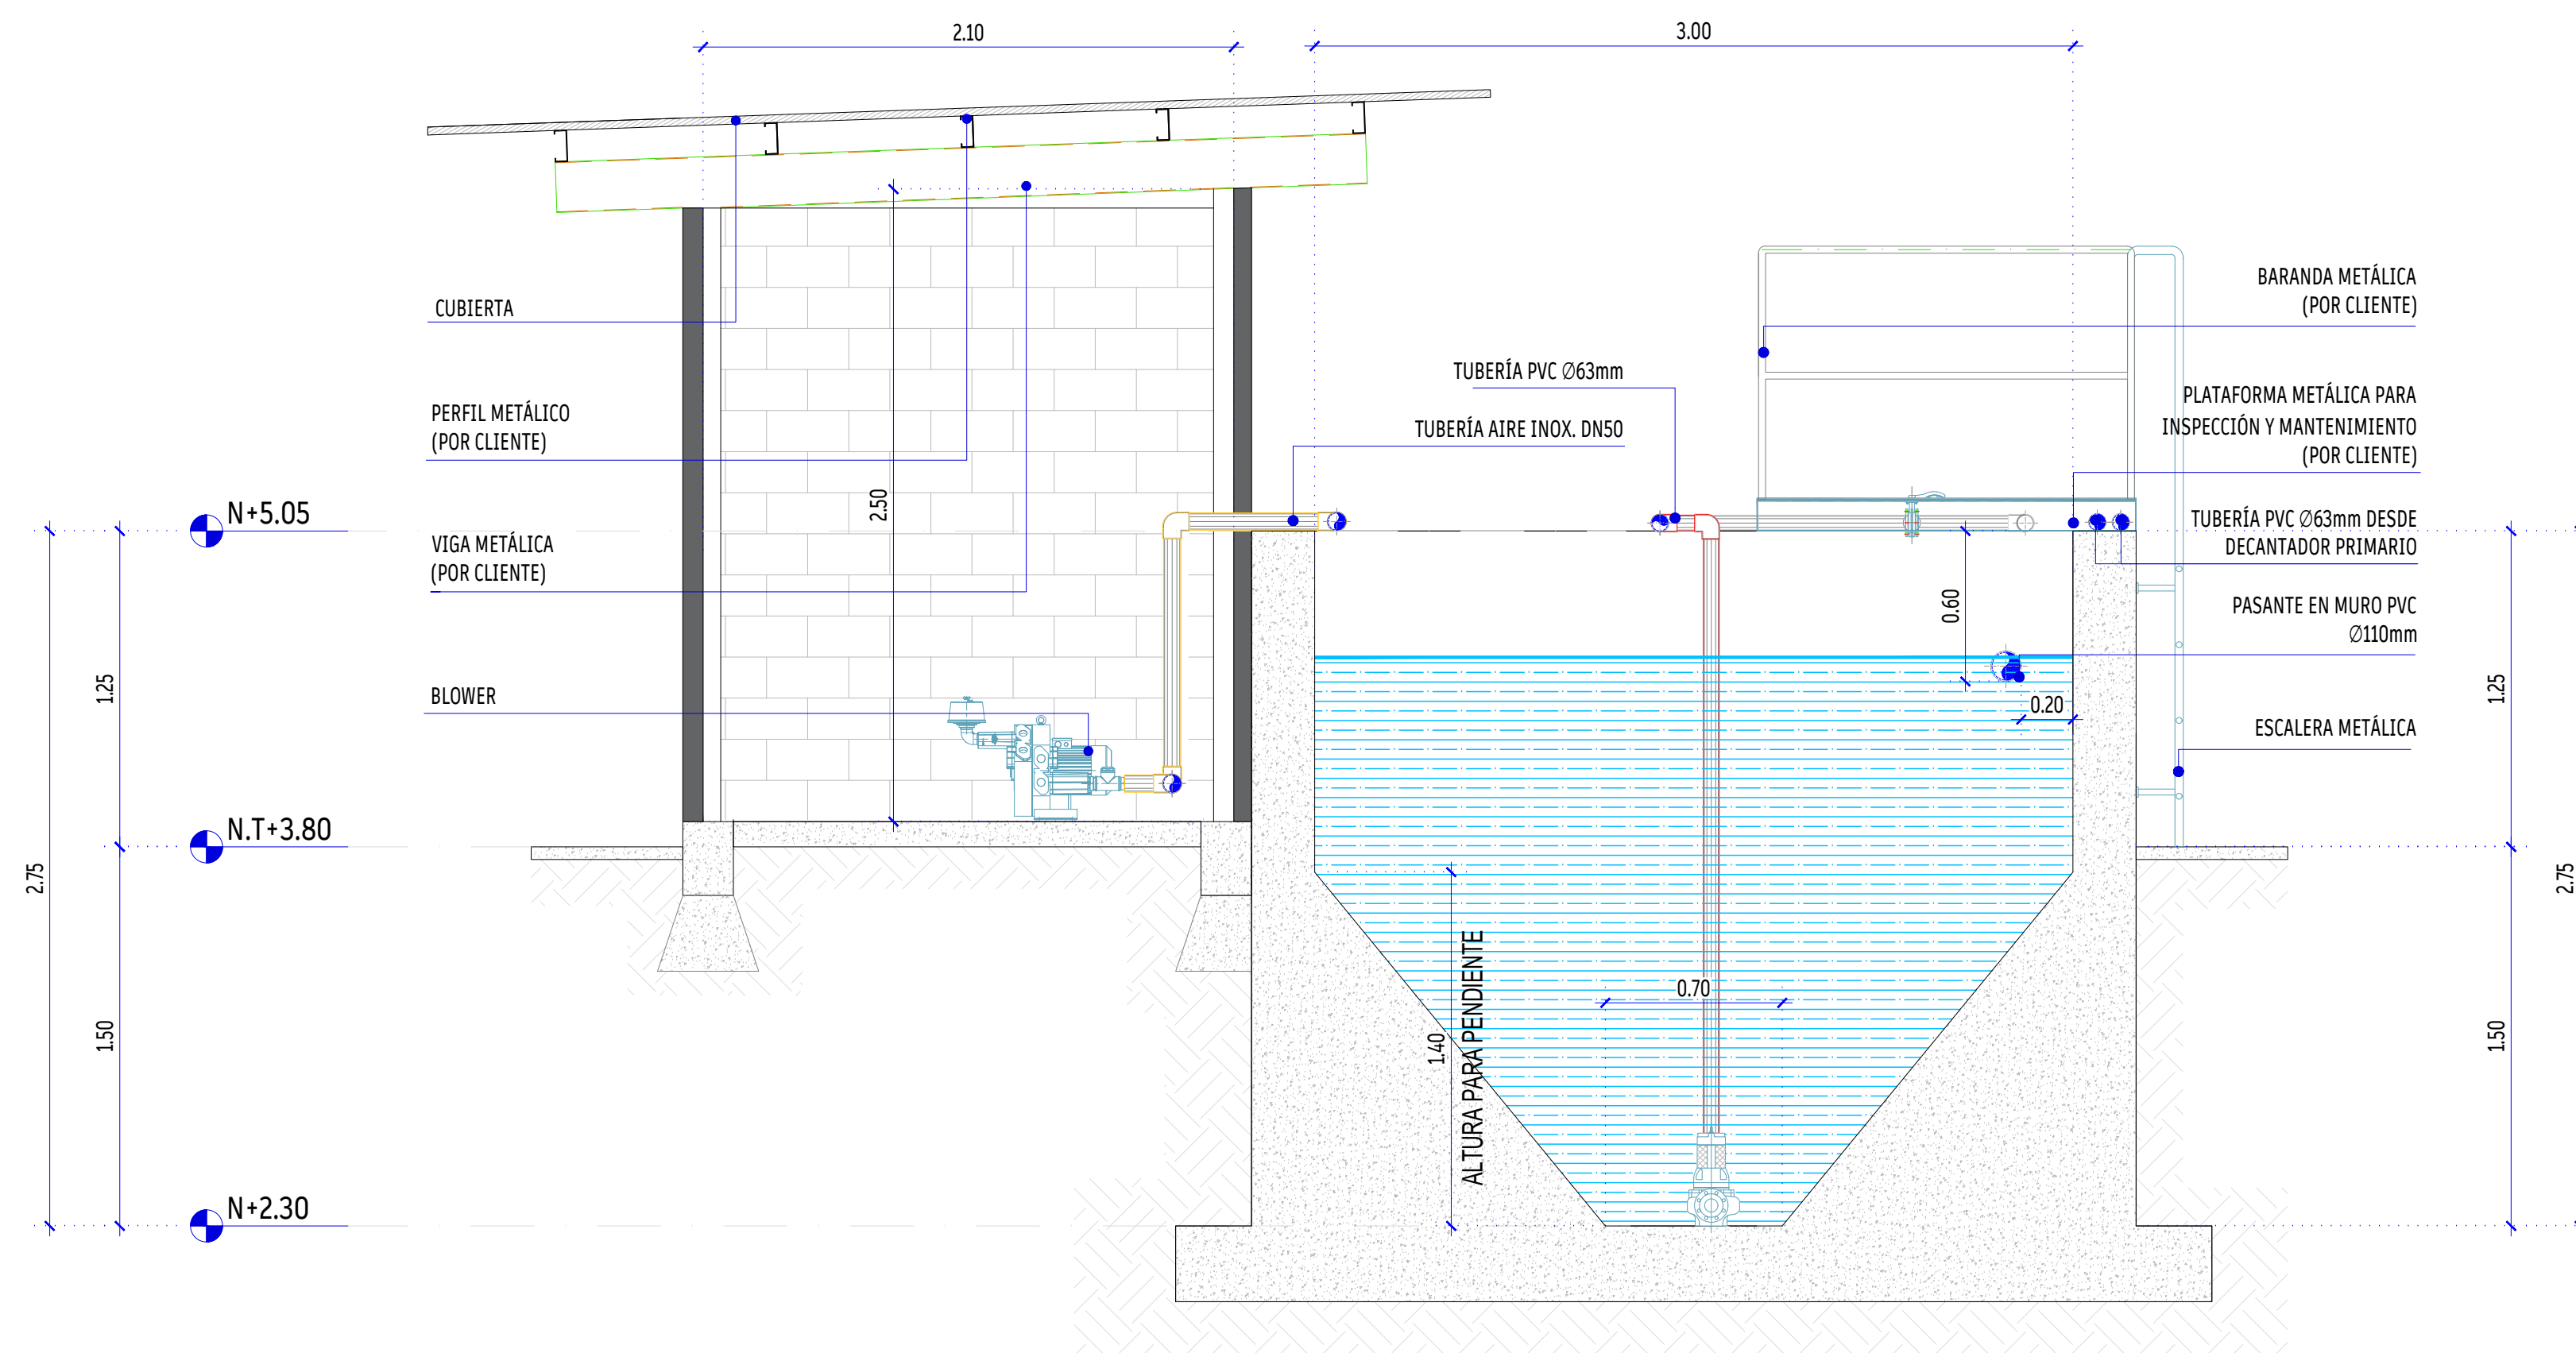 2.10
3.00
CUBIERTA
PERFIL METÁLICO
(POR CLIENTE)
VIGA METÁLICA
(POR CLIENTE)
BLOWER
N+5.05
N.T+3.80
N+2.30
2.75
1.25
1.50
2.50
TUBERÍA PVC Ø63mm
TUBERÍA AIRE INOX. DN50
BARANDA METÁLICA
(POR CLIENTE)
PLATAFORMA METÁLICA PARA
INSPECCIÓN Y MANTENIMIENTO
(POR CLIENTE)
TUBERÍA PVC Ø63mm DESDE
DECANTADOR PRIMARIO
PASANTE EN MURO PVC
Ø110mm
ESCALERA METÁLICA
0.60
0.20
0.70
1.40
ALTURA PARA PENDIENTE
1.25
1.50
2.75